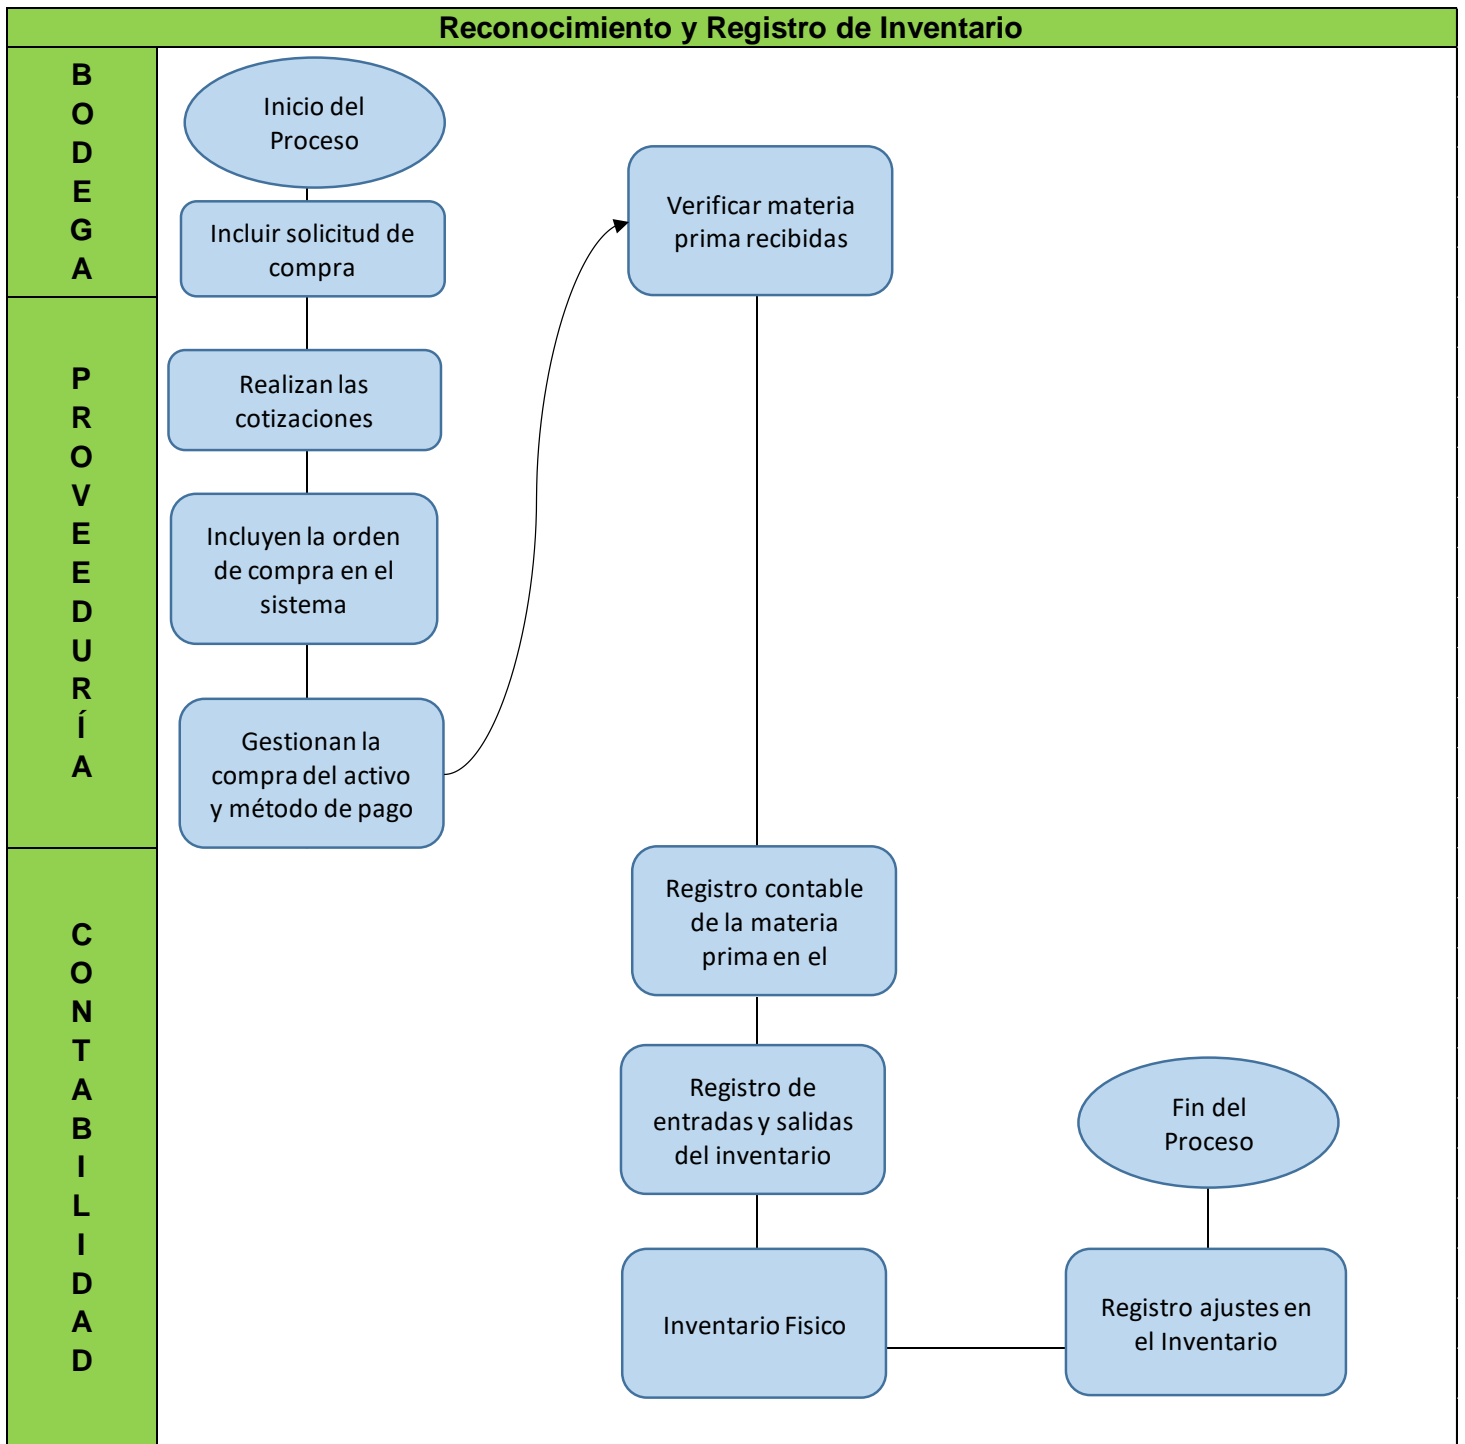 Reconocimiento y Registro de Inventario
B
O
D
E
G
A
Inicio del
Proceso
Incluir solicitud de
compra
Verificar materia
prima recibidas
P
R
O
V
E
E
D
U
R
Í
A
Realizan las
cotizaciones
Incluyen la orden
de compra en el
sistema
Gestionan la
compra del activo
y método de pago
C
O
N
T
A
B
I
L
I
D
A
D
Registro contable
de la materia
prima en el
Registro de
entradas y salidas
del inventario
Inventario Fisico
Registro ajustes en
el Inventario
Fin del
Proceso